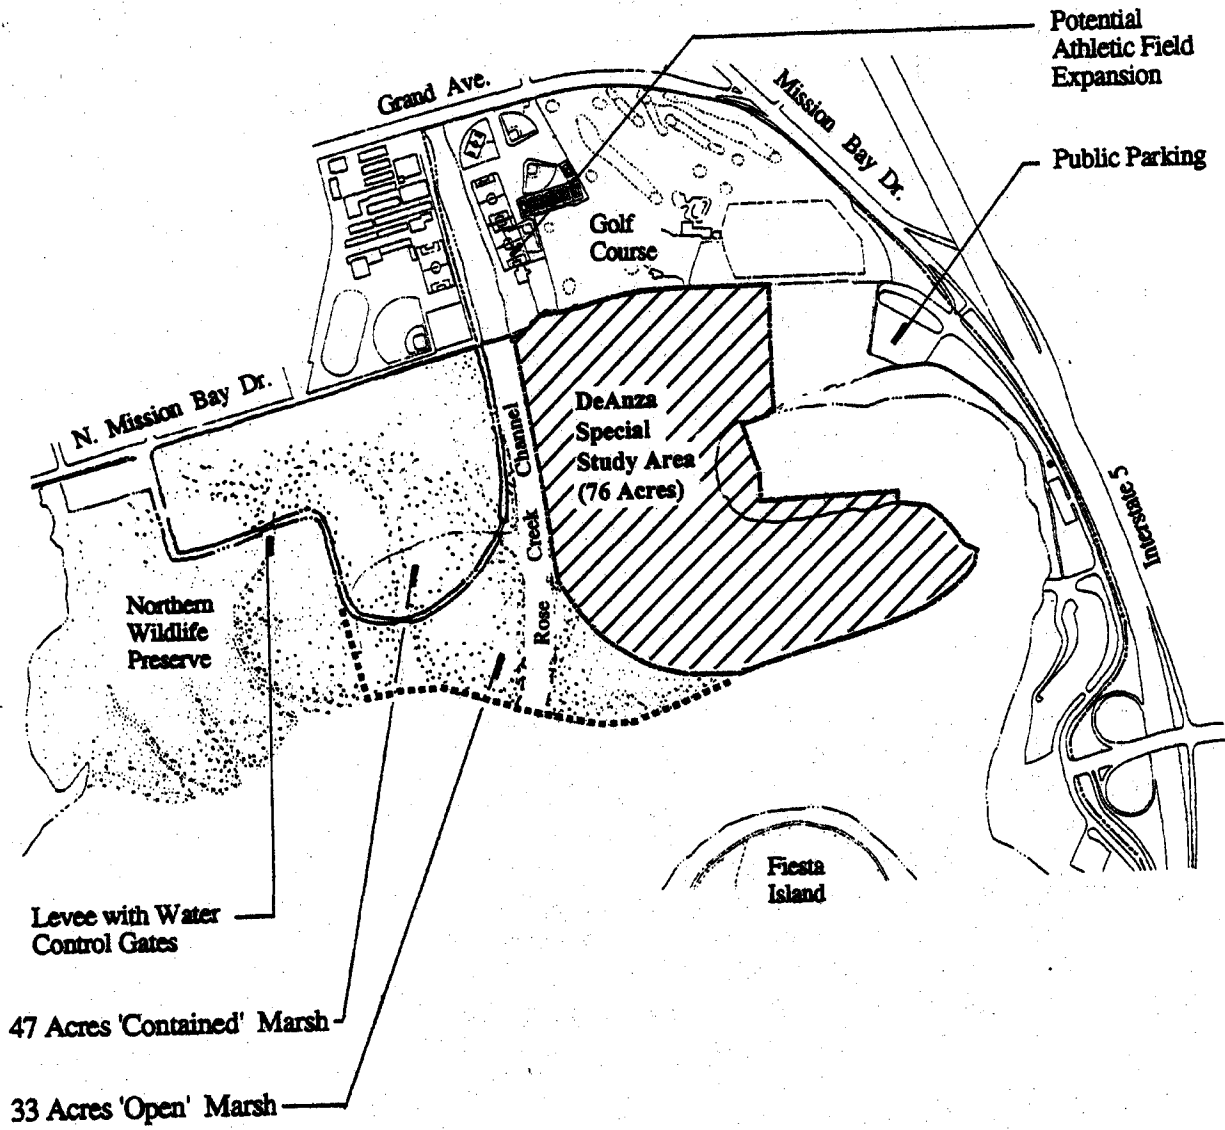 Potential
Athletic Field
Expansion
Grand Ave.
Mission Bay Dr.
Public Parking
Golf
Course
N. Mission Bay Dr.
DeAnza
Special
Study Area
(76 Acres)
Rose Creek Channel
Interstate 5
Northern
Wildlife
Preserve
Fiesta
Island
Levee with Water
Control Gates
47 Acres 'Contained' Marsh
33 Acres 'Open' Marsh